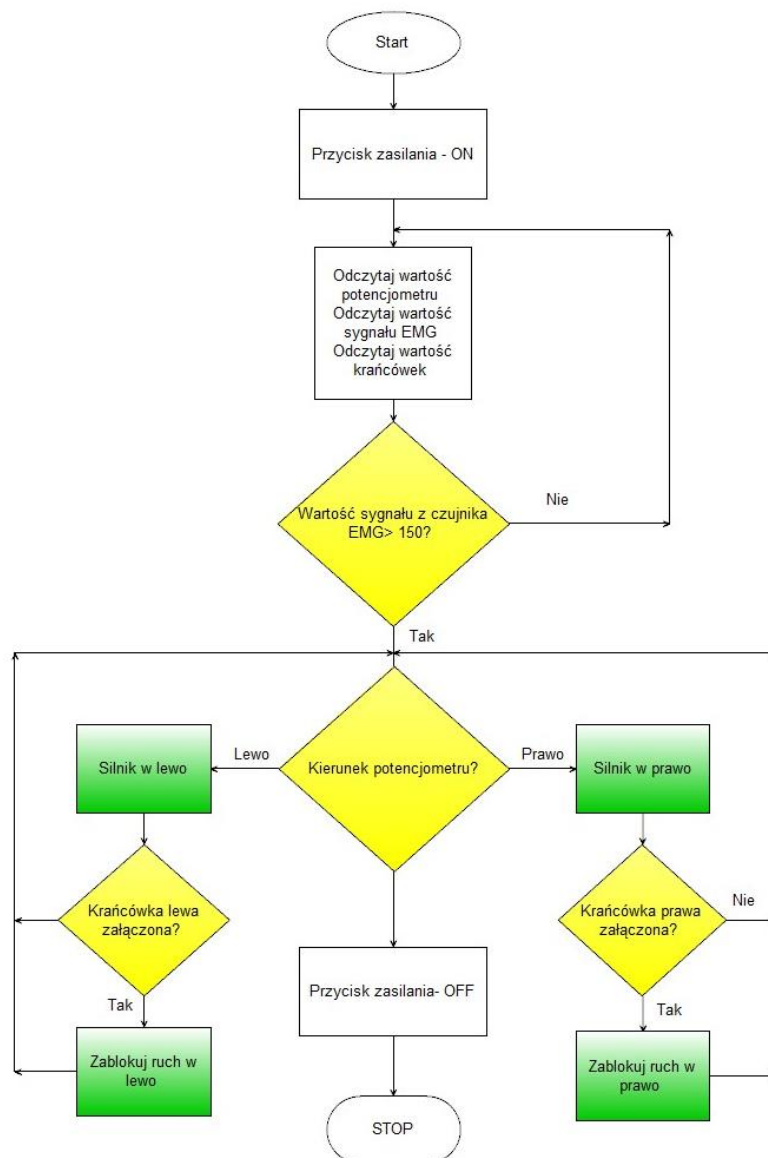 Start
Przycisk zasilania - ON
Odczytaj wartość
potencjometru
Odczytaj wartość
sygnału EMG
Odczytaj wartość
krańcówek
Wartość sygnału z czujnika
EMG> 150?
Nie
Tak
Kierunek potencjometru?
Lewo
Prawo
Silnik w lewo
Silnik w prawo
Krańcówka lewa
załączona?
Krańcówka prawa
załączona?
Nie
Tak
Tak
Przycisk zasilania- OFF
Zablokuj ruch w
lewo
Zablokuj ruch w
prawo
STOP